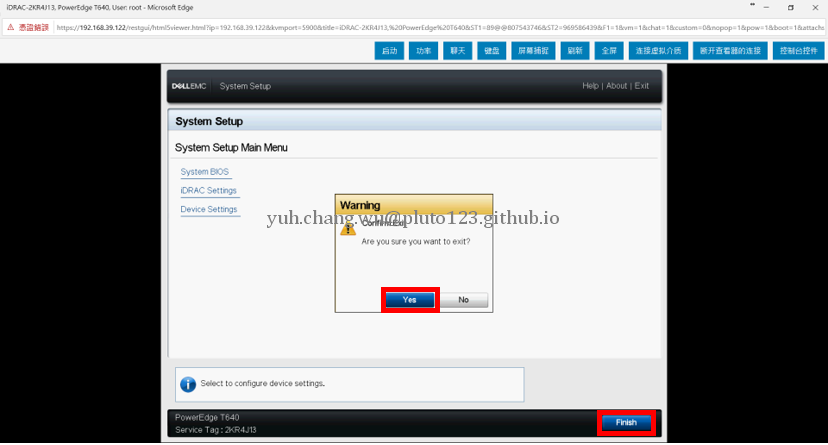 iDRAC-2KR4J13, PowerEdge T640, User: root - Microsoft Edge
憑證錯誤 https://192.168.39.122/restgui/html5viewer.html?ip=192.168.39.122&kvmport=5900&title=iDRAC-2KR4J13,%20PowerEdge%20T640&ST1=89@@807543746&ST2=969586439&F1=1&vm=1&chat=1&custom=0&nopop=1&pow=1&boot=1&attach
启动 功率 聊天 键盘 屏幕捕捉 刷新 全屏 连接虚拟介质 断开查看器的连接 控制台控件
DELLEMC System Setup Help | About | Exit
System Setup
System Setup Main Menu
System BIOS
iDRAC Settings
Device Settings
Warning
yuh.chang.wu@pluto123.github.io
Confirm Exit
Are you sure you want to exit?
Yes No
Select to configure device settings.
PowerEdge T640
Service Tag : 2KR4J13
Finish